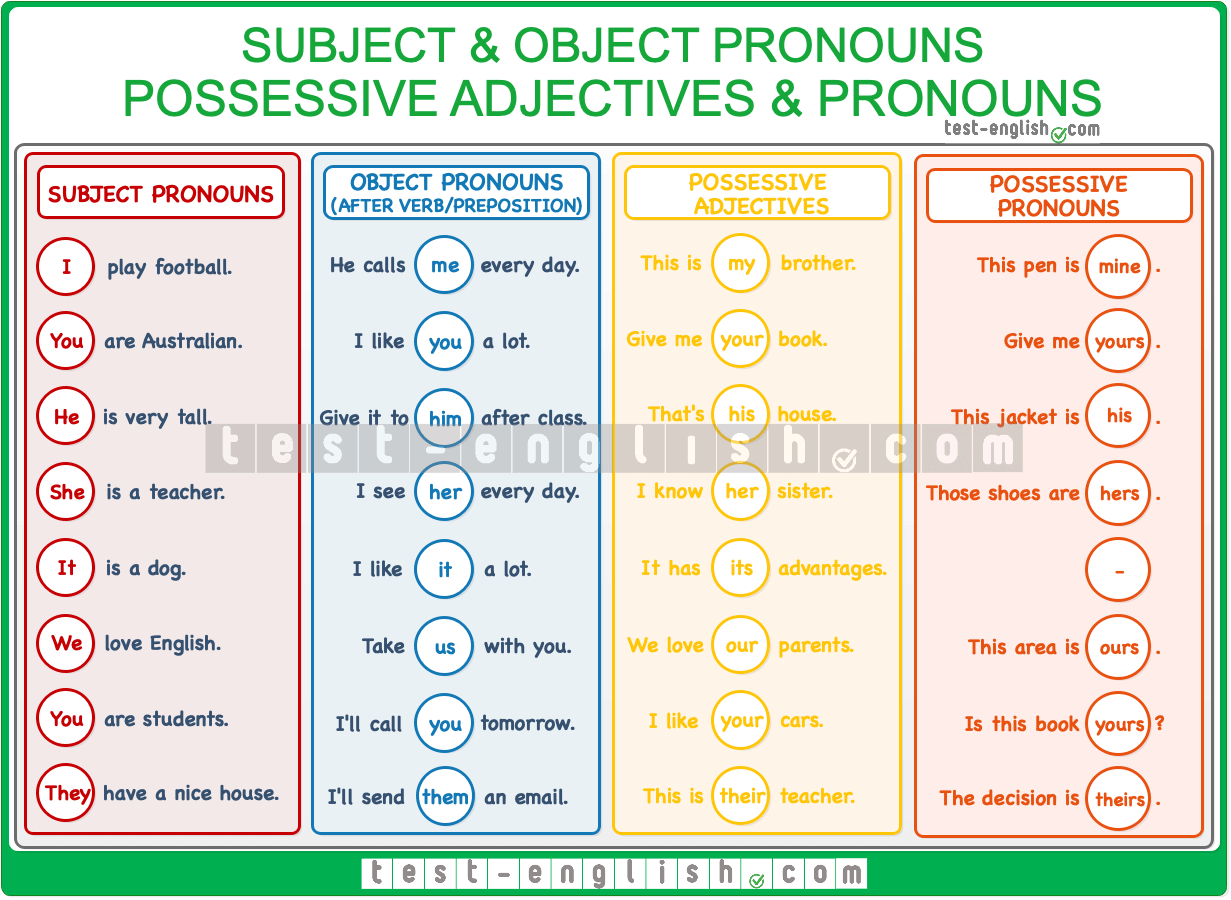 SUBJECT & OBJECT PRONOUNS
POSSESSIVE ADJECTIVES & PRONOUNS
test-english.com
SUBJECT PRONOUNS
I play football.
You are Australian.
He is very tall.
She is a teacher.
It is a dog.
We love English.
You are students.
They have a nice house.
OBJECT PRONOUNS
(AFTER VERB/PREPOSITION)
He calls me every day.
I like you a lot.
Give it to him after class.
I see her every day.
I like it a lot.
Take us with you.
I'll call you tomorrow.
I'll send them an email.
POSSESSIVE
ADJECTIVES
This is my brother.
Give me your book.
That's his house.
I know her sister.
It has its advantages.
We love our parents.
I like your cars.
This is their teacher.
POSSESSIVE
PRONOUNS
This pen is mine.
Give me yours.
This jacket is his.
Those shoes are hers.
-
This area is ours.
Is this book yours?
The decision is theirs.
test-english.com
test-english.com